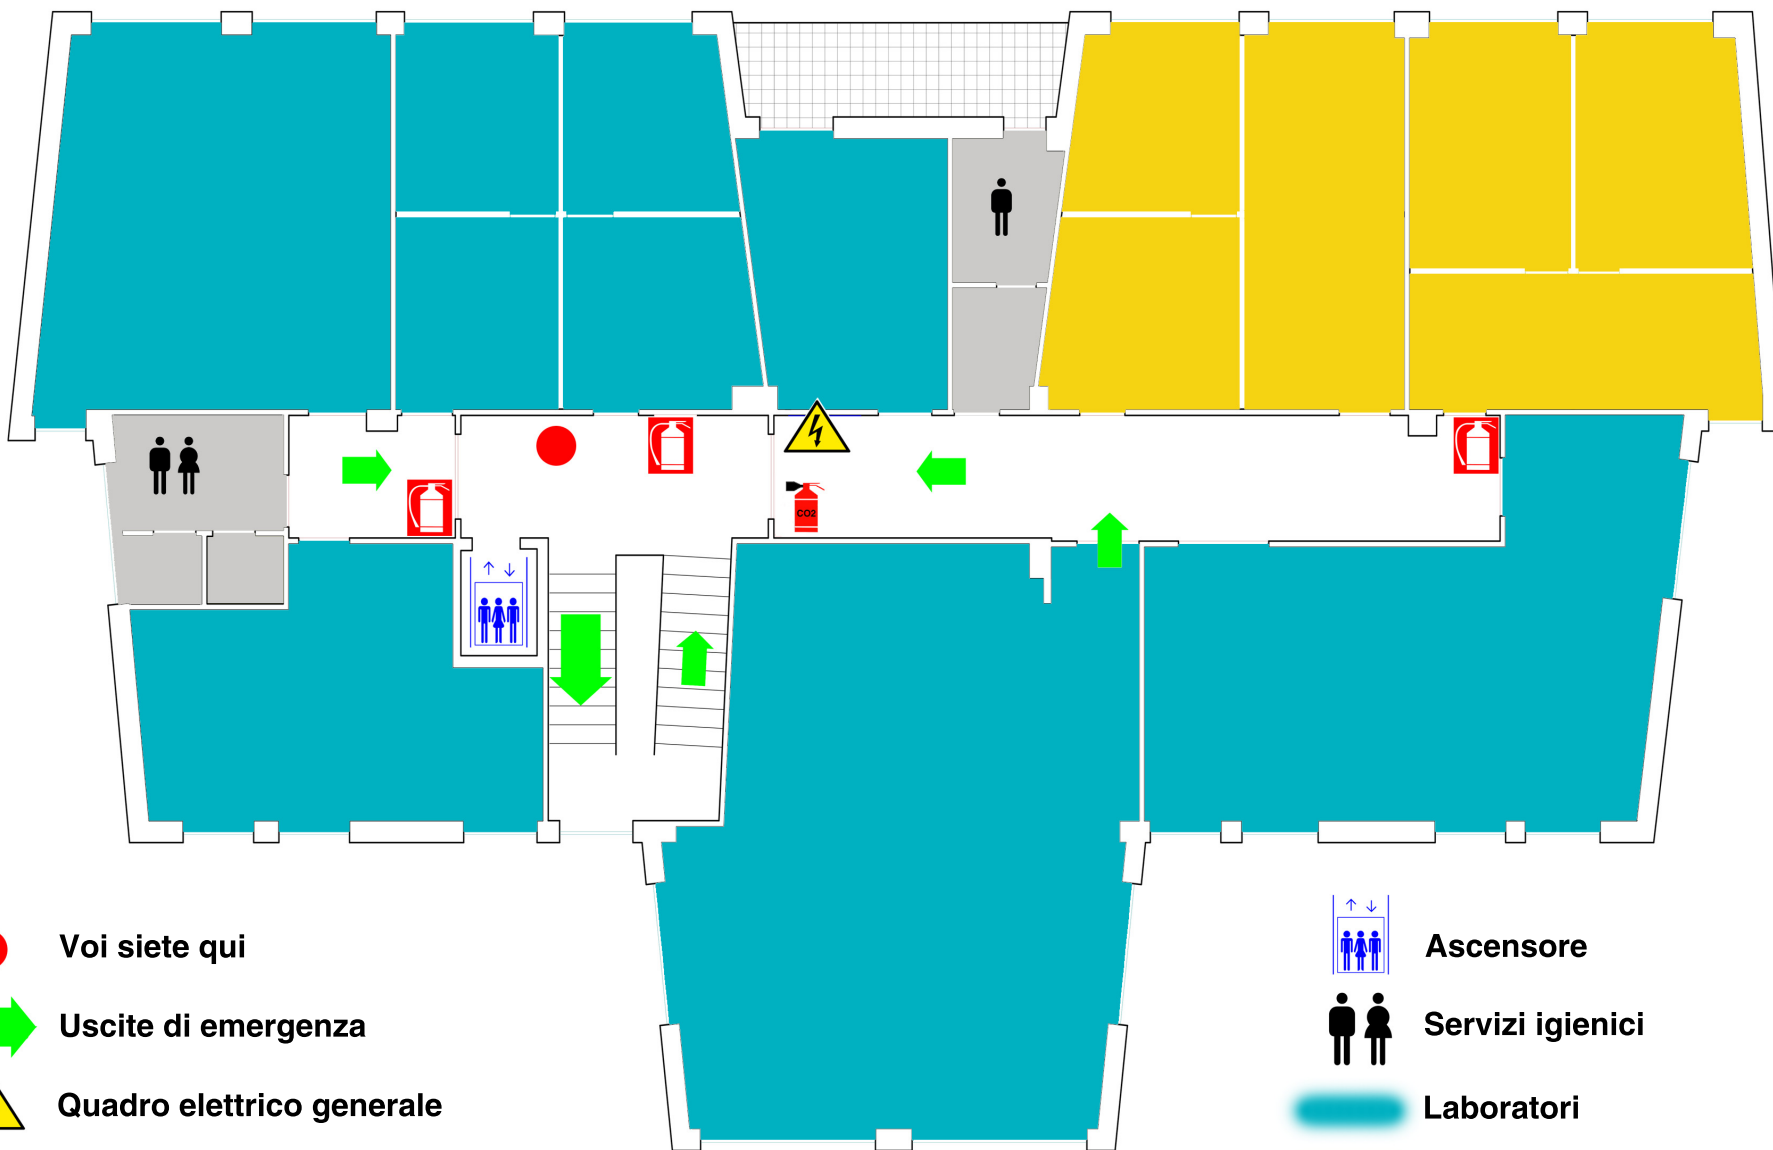 CO2
Voi siete qui
Uscite di emergenza
Quadro elettrico generale
Ascensore
Servizi igienici
Laboratori